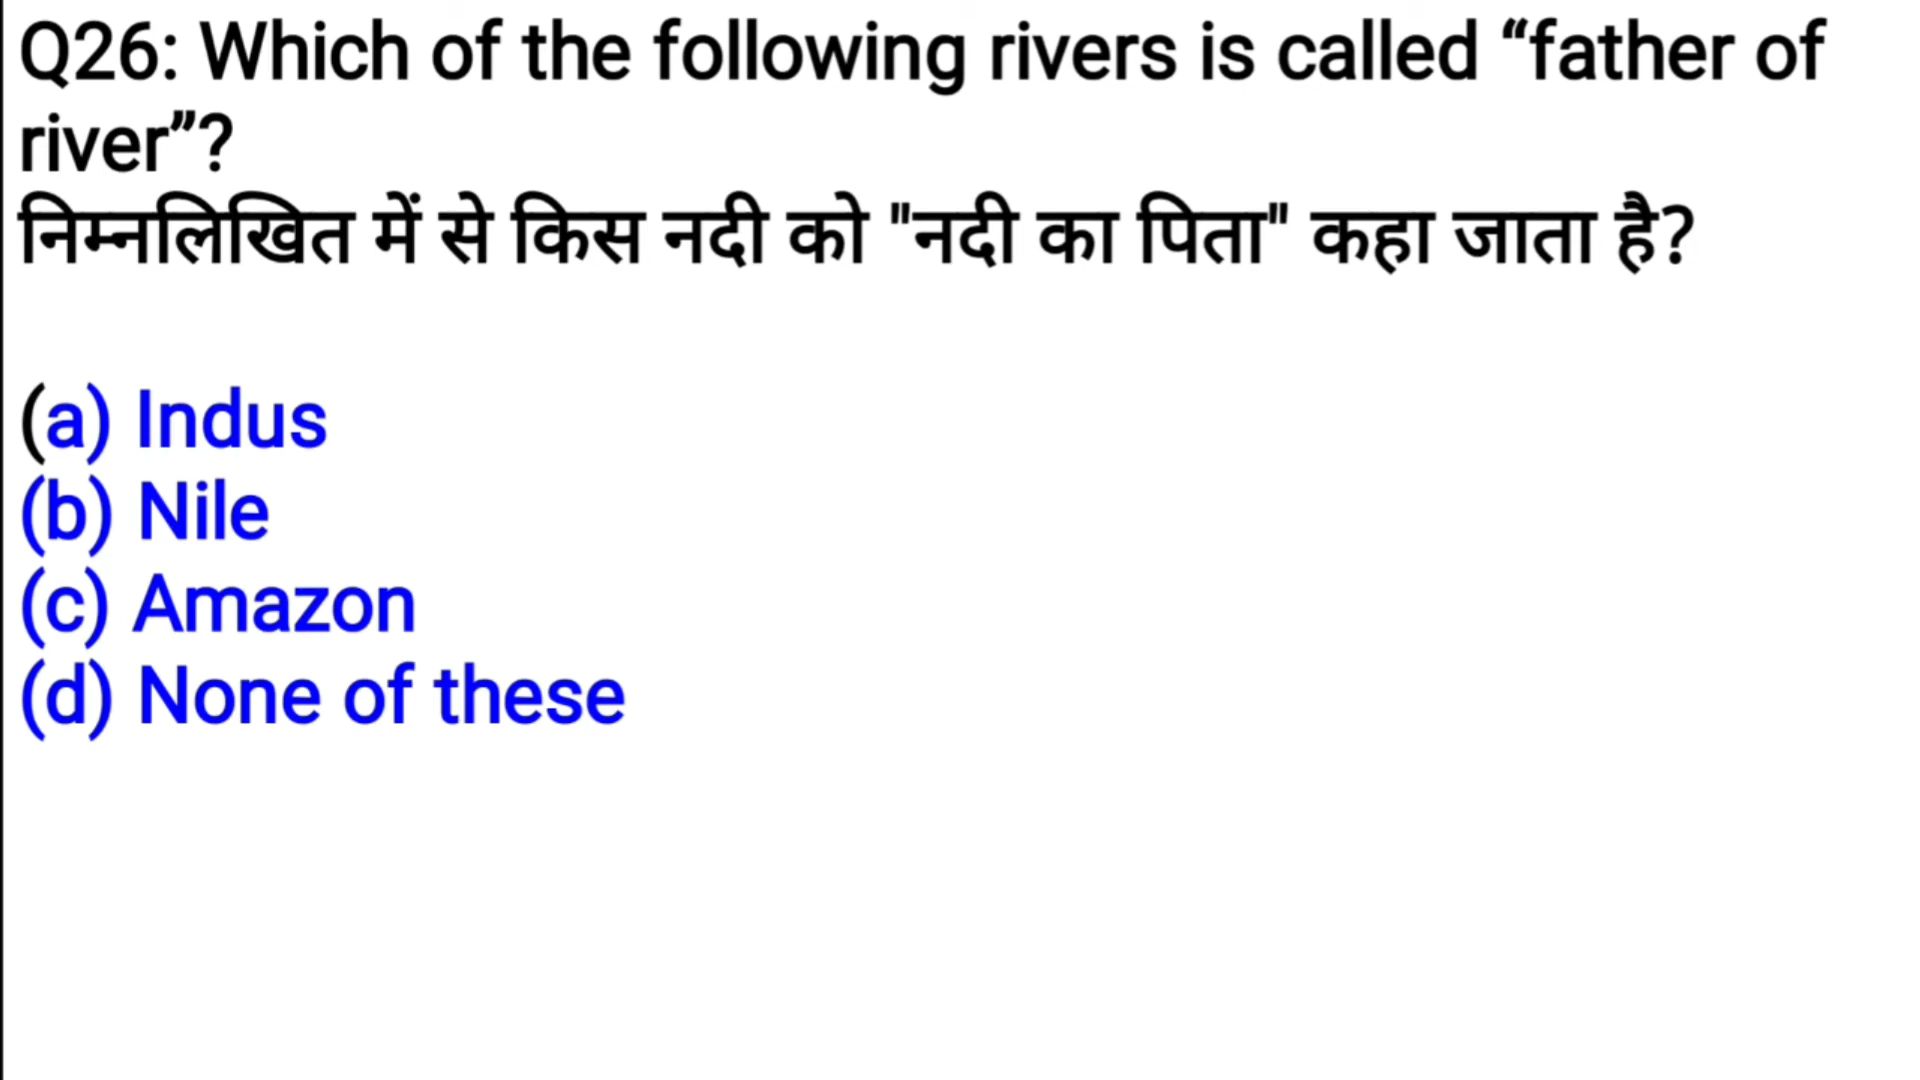 Q26: Which of the following rivers is called “father of
river”?
निम्नलिखित में से किस नदी को "नदी का पिता" कहा जाता है?
(a) Indus
(b) Nile
(c) Amazon
(d) None of these